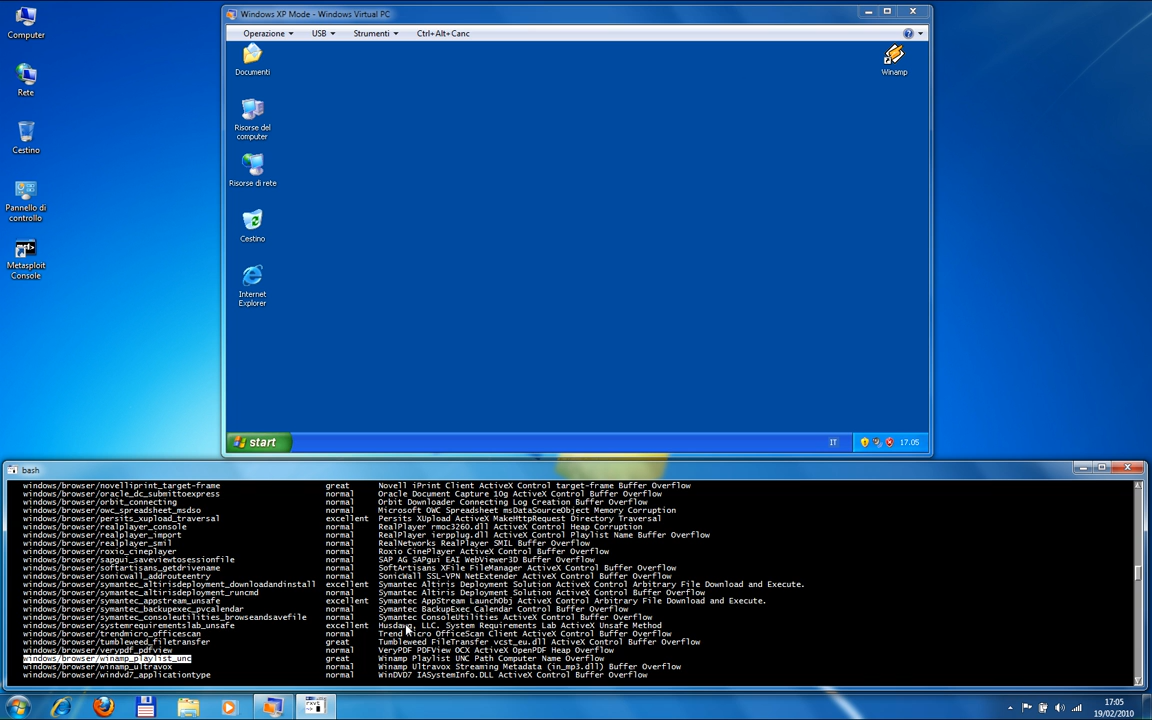 Computer
Rete
Cestino
Pannello di
controllo
Metasploit
Console
Windows XP Mode - Windows Virtual PC
Operazione USB Strumenti Ctrl+Alt+Canc
Documenti
Risorse del
computer
Risorse di rete
Cestino
Internet
Explorer
Winamp
start
IT
17.05
bash
windows/browser/novelliprint_target-frame great Novell iPrint Client ActiveX Control target-frame Buffer Overflow
windows/browser/oracle_dc_submittoexpress normal Oracle Document Capture 10g ActiveX Control Buffer Overflow
windows/browser/orbit_connecting normal Orbit Downloader Connecting Log Creation Buffer Overflow
windows/browser/owc_spreadsheet_msdso normal Microsoft OWC Spreadsheet msDataSourceObject Memory Corruption
windows/browser/persits_xupload_traversal excellent Persits XUpload ActiveX MakeHttpRequest Directory Traversal
windows/browser/realplayer_console normal RealPlayer rmoc3260.dll ActiveX Control Heap Corruption
windows/browser/realplayer_import normal RealPlayer ierpplug.dll ActiveX Control Playlist Name Buffer Overflow
windows/browser/realplayer_smil normal RealNetworks RealPlayer SMIL Buffer Overflow
windows/browser/roxio_cineplayer normal Roxio CinePlayer ActiveX Control Buffer Overflow
windows/browser/sapgui_saveviewtosessionfile normal SAP AG SAPgui EAI WebViewer3D Buffer Overflow
windows/browser/softartisans_getdrivename normal SoftArtisans XFile FileManager ActiveX Control Buffer Overflow
windows/browser/sonicwall_addrouteentry normal SonicWall SSL-VPN NetExtender ActiveX Control Buffer Overflow
windows/browser/symantec_altirisdeployment_downloadandinstall excellent Symantec Altiris Deployment Solution ActiveX Control Arbitrary File Download and Execute.
windows/browser/symantec_altirisdeployment_runcmd normal Symantec Altiris Deployment Solution ActiveX Control Buffer Overflow
windows/browser/symantec_appstream_unsafe excellent Symantec AppStream LaunchObj ActiveX Control Arbitrary File Download and Execute.
windows/browser/symantec_backupexec_pvcalendar normal Symantec BackupExec Calendar Control Buffer Overflow
windows/browser/symantec_consoleutilities_browseandsavefile normal Symantec ConsoleUtilities ActiveX Control Buffer Overflow
windows/browser/systemrequirementslab_unsafe excellent Husdawg, LLC. System Requirements Lab ActiveX Unsafe Method
windows/browser/trendmicro_officescan normal Trend Micro OfficeScan Client ActiveX Control Buffer Overflow
windows/browser/tumbleweed_filetransfer normal Tumbleweed FileTransfer vcst_eu.dll ActiveX Control Buffer Overflow
windows/browser/verypdf_pdfview normal VeryPDF PDFView OCX ActiveX OpenPDF Heap Overflow
windows/browser/winamp_playlist_unc great Winamp Playlist UNC Path Computer Name Overflow
windows/browser/winamp_ultravox normal Winamp Ultravox Streaming Metadata (in_mp3.dll) Buffer Overflow
windows/browser/windvd7_applicationtype normal WinDVD7 IASystemInfo.DLL ActiveX Control Buffer Overflow
17:05
19/02/2010